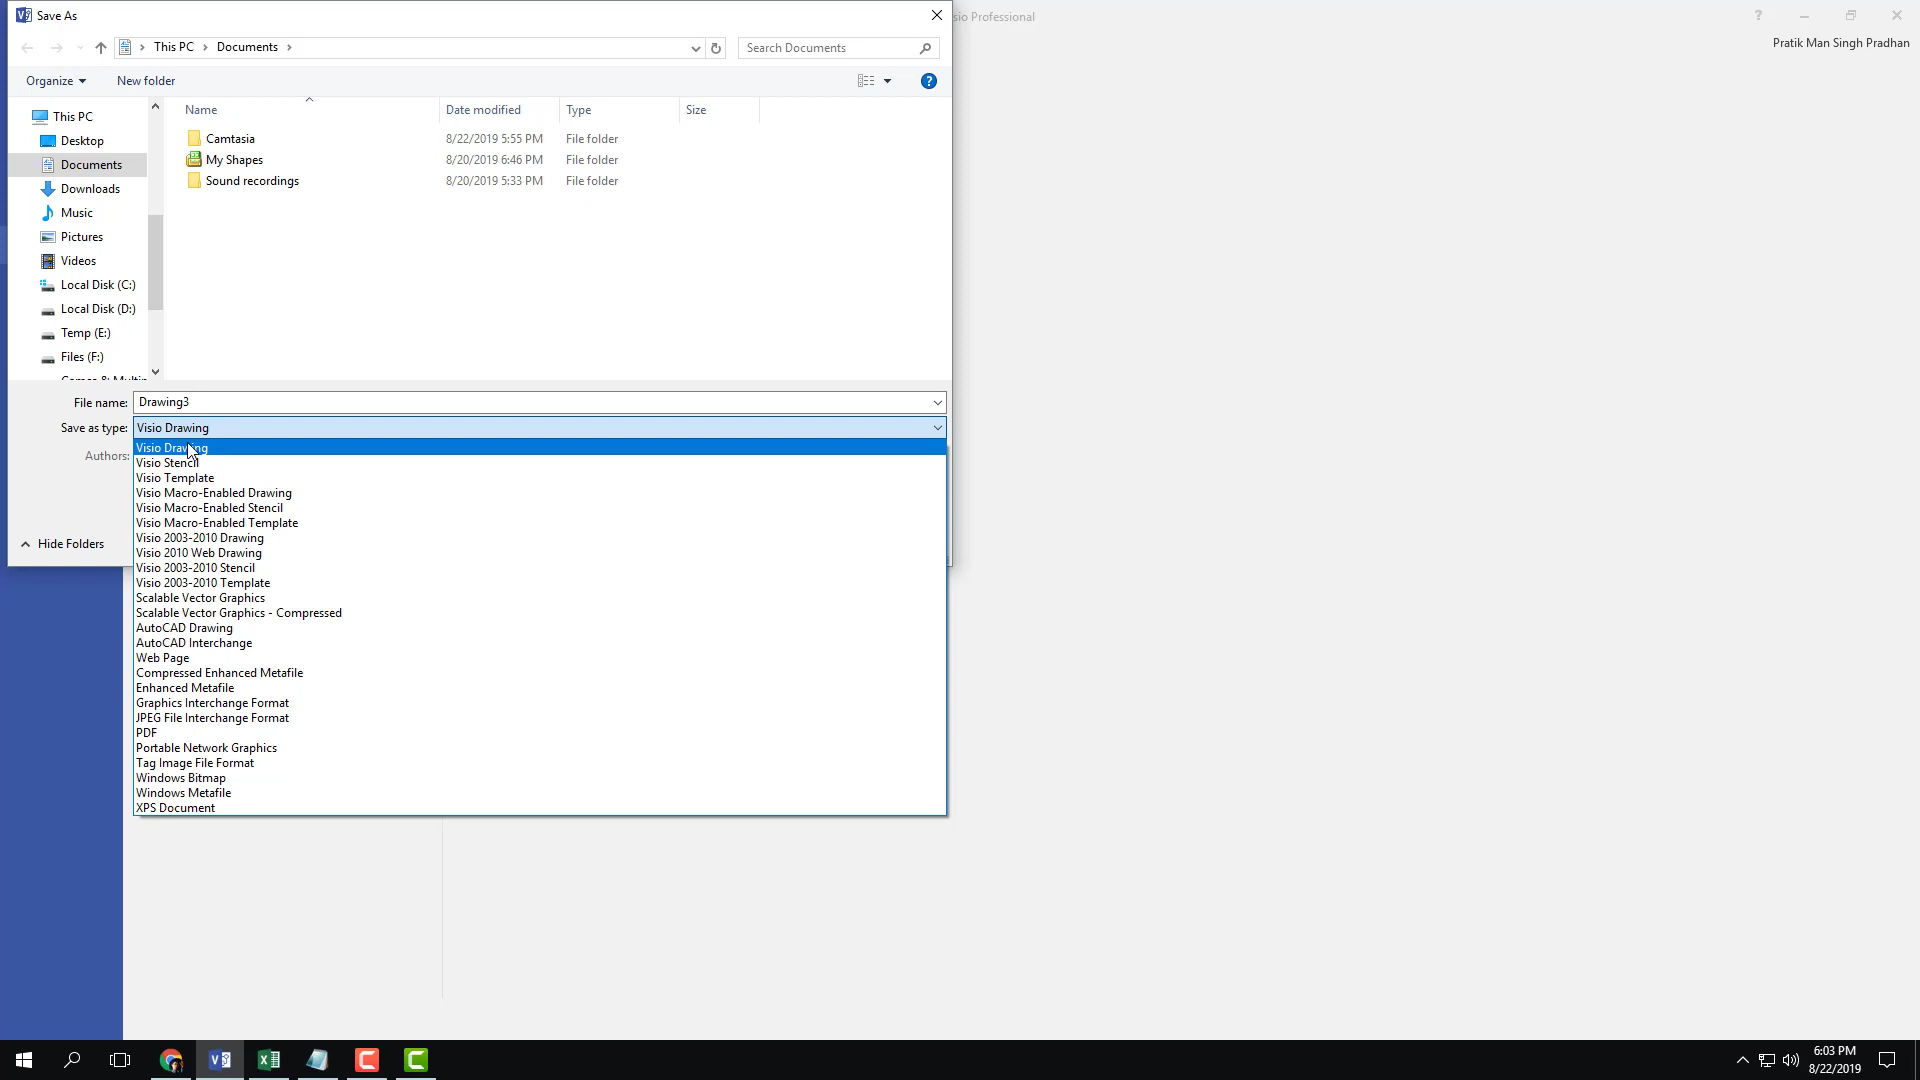 Save As
sio Professional
Pratik Man Singh Pradhan
This PC
Documents
Search Documents
Organize
New folder
Name
Date modified
Type
Size
This PC
Desktop
Documents
Downloads
Music
Pictures
Videos
Local Disk (C:)
Local Disk (D:)
Temp (E:)
Files (F:)
Camtasia 8/22/2019 5:55 PM File folder
My Shapes 8/20/2019 6:46 PM File folder
Sound recordings 8/20/2019 5:33 PM File folder
File name: Drawing3
Save as type: Visio Drawing
Authors:
Visio Drawing
Visio Stencil
Visio Template
Visio Macro-Enabled Drawing
Visio Macro-Enabled Stencil
Visio Macro-Enabled Template
Visio 2003-2010 Drawing
Visio 2010 Web Drawing
Visio 2003-2010 Stencil
Visio 2003-2010 Template
Scalable Vector Graphics
Scalable Vector Graphics - Compressed
AutoCAD Drawing
AutoCAD Interchange
Web Page
Compressed Enhanced Metafile
Enhanced Metafile
Graphics Interchange Format
JPEG File Interchange Format
PDF
Portable Network Graphics
Tag Image File Format
Windows Bitmap
Windows Metafile
XPS Document
Hide Folders
6:03 PM
8/22/2019